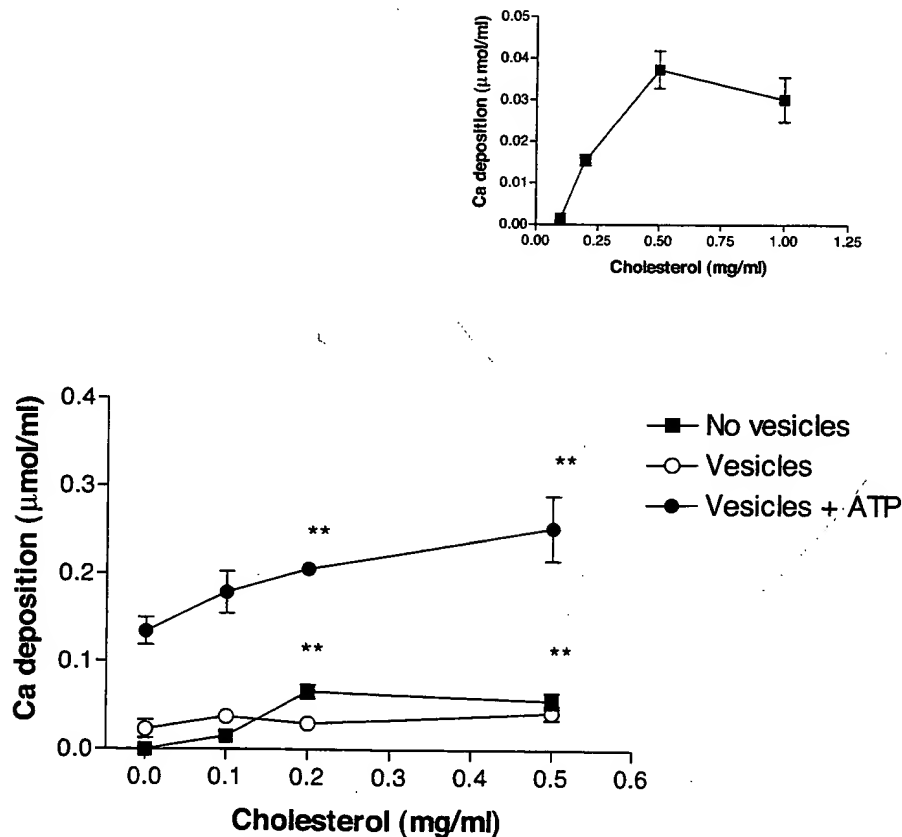 0.05
0.04
0.03
0.02
0.01
0.00
Ca deposition (μ mol/ml)
0.00 0.25 0.50 0.75 1.00 1.25
Cholesterol (mg/ml)
0.4
0.3
0.2
0.1
0.0
Ca deposition (μmol/ml)
** **
** **
No vesicles
Vesicles
Vesicles + ATP
0.0 0.1 0.2 0.3 0.4 0.5 0.6
Cholesterol (mg/ml)